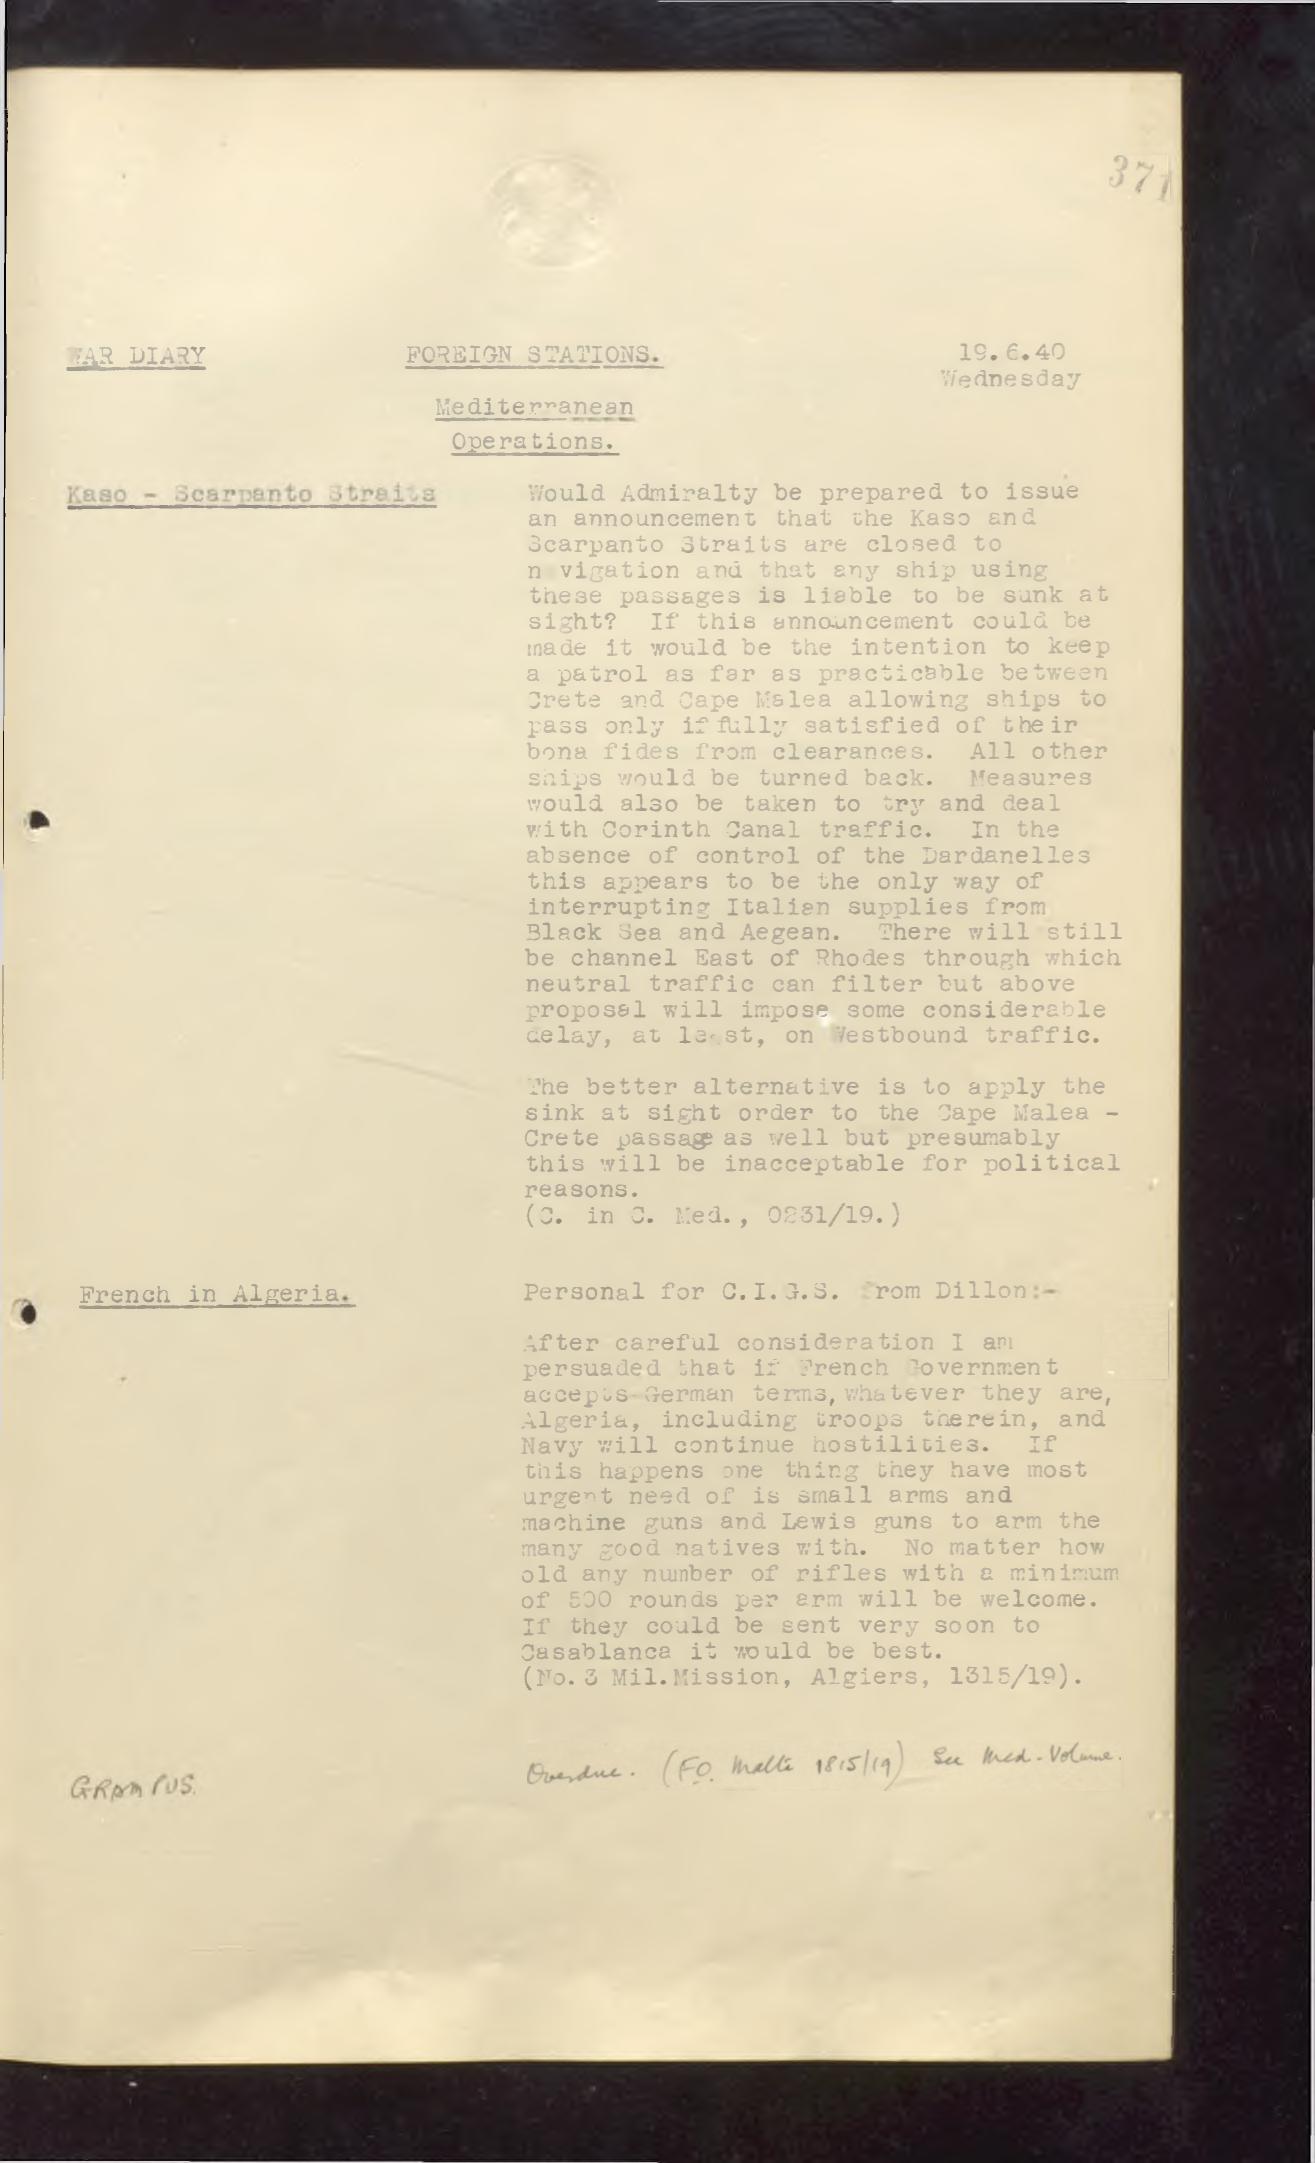 371
WAR DIARY FOREIGN STATIONS. 19.6.40
Wednesday
Mediterranean
Operations.
Kaso - Scarpanto Straits Would Admiralty be prepared to issue
an announcement that the Kaso and
Scarpanto Straits are closed to
n vigation and that any ship using
these passages is liable to be sunk at
sight? If this announcement could be
made it would be the intention to keep
a patrol as far as practicable between
Crete and Cape Malea allowing ships to
pass only if fully satisfied of their
bona fides from clearances. All other
ships would be turned back. Measures
would also be taken to try and deal
with Corinth Canal traffic. In the
absence of control of the Dardanelles
this appears to be the only way of
interrupting Italian supplies from
Black Sea and Aegean. There will still
be channel East of Rhodes through which
neutral traffic can filter but above
proposal will impose some considerable
delay, at least, on Westbound traffic.
The better alternative is to apply the
sink at sight order to the Cape Malea -
Crete passage as well but presumably
this will be inacceptable for political
reasons.
(C. in C. Med., 0231/19.)
French in Algeria. Personal for C.I.G.S. from Dillon:-
After careful consideration I am
persuaded that if French Government
accepts German terms, whatever they are,
Algeria, including troops therein, and
Navy will continue hostilities. If
this happens one thing they have most
urgent need of is small arms and
machine guns and Lewis guns to arm the
many good natives with. No matter how
old any number of rifles with a minimum
of 500 rounds per arm will be welcome.
If they could be sent very soon to
Casablanca it would be best.
(No.3 Mil.Mission, Algiers, 1315/19).
GRAMPUS. Overdue. (F.O. Malta 1815/19) See Med-Volume.